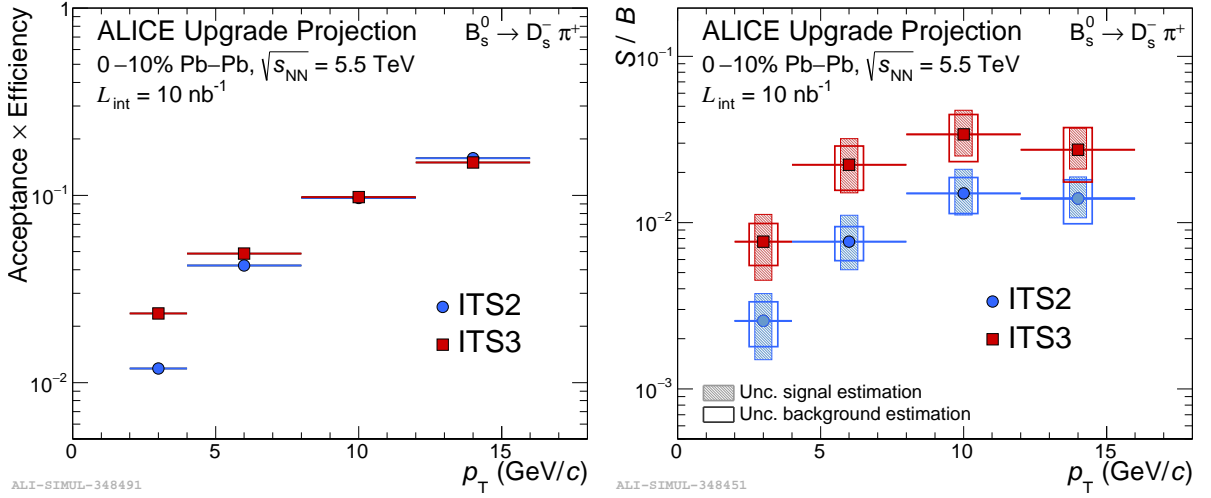 ALICE Upgrade Projection
B⁰ₛ → D⁻ₛ π⁺
0–10% Pb–Pb, √sNN = 5.5 TeV
Lint = 10 nb⁻¹
Acceptance × Efficiency
1
10⁻¹
10⁻²
ITS2
ITS3
0 5 10 15
pT (GeV/c)
ALI-SIMUL-348491
ALICE Upgrade Projection
B⁰ₛ → D⁻ₛ π⁺
0–10% Pb–Pb, √sNN = 5.5 TeV
Lint = 10 nb⁻¹
S / B
10⁻¹
10⁻²
10⁻³
ITS2
ITS3
Unc. signal estimation
Unc. background estimation
0 5 10 15
pT (GeV/c)
ALI-SIMUL-348451